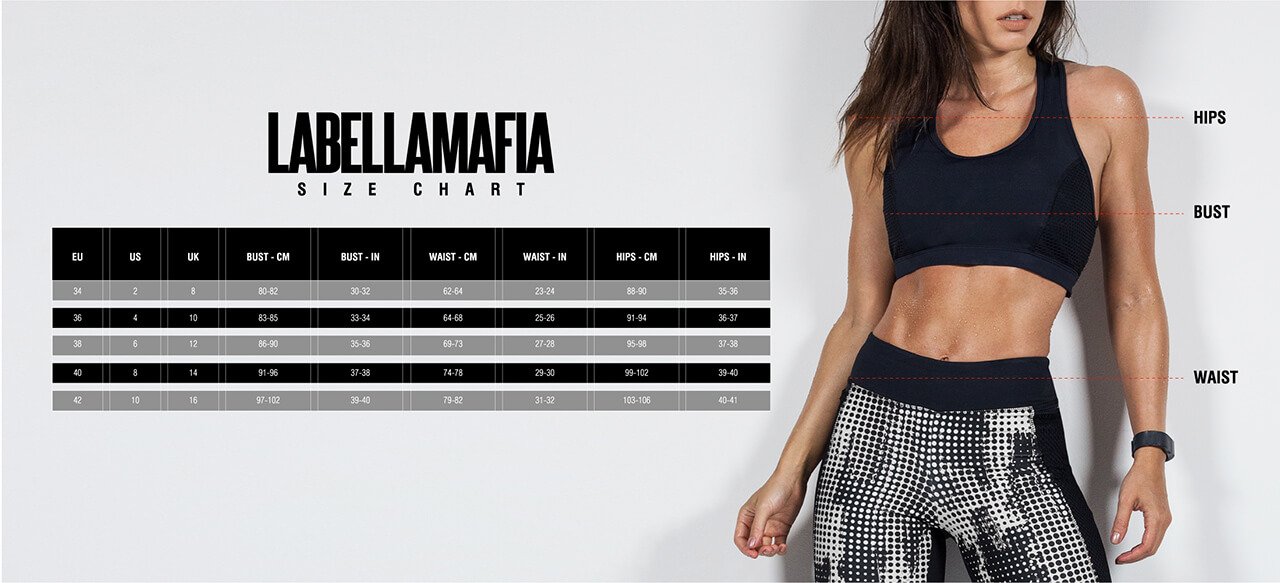 LABELLAMAFIA
SIZE CHART
EU US UK BUST - CM BUST - IN WAIST - CM WAIST - IN HIPS - CM HIPS - IN
34 2 8 80-82 30-32 62-64 23-24 88-90 35-36
36 4 10 83-85 33-34 64-68 25-26 91-94 36-37
38 6 12 86-90 35-36 69-73 27-28 95-98 37-38
40 8 14 91-96 37-38 74-78 29-30 99-102 39-40
42 10 16 97-102 39-40 79-82 31-32 103-106 40-41
HIPS
BUST
WAIST